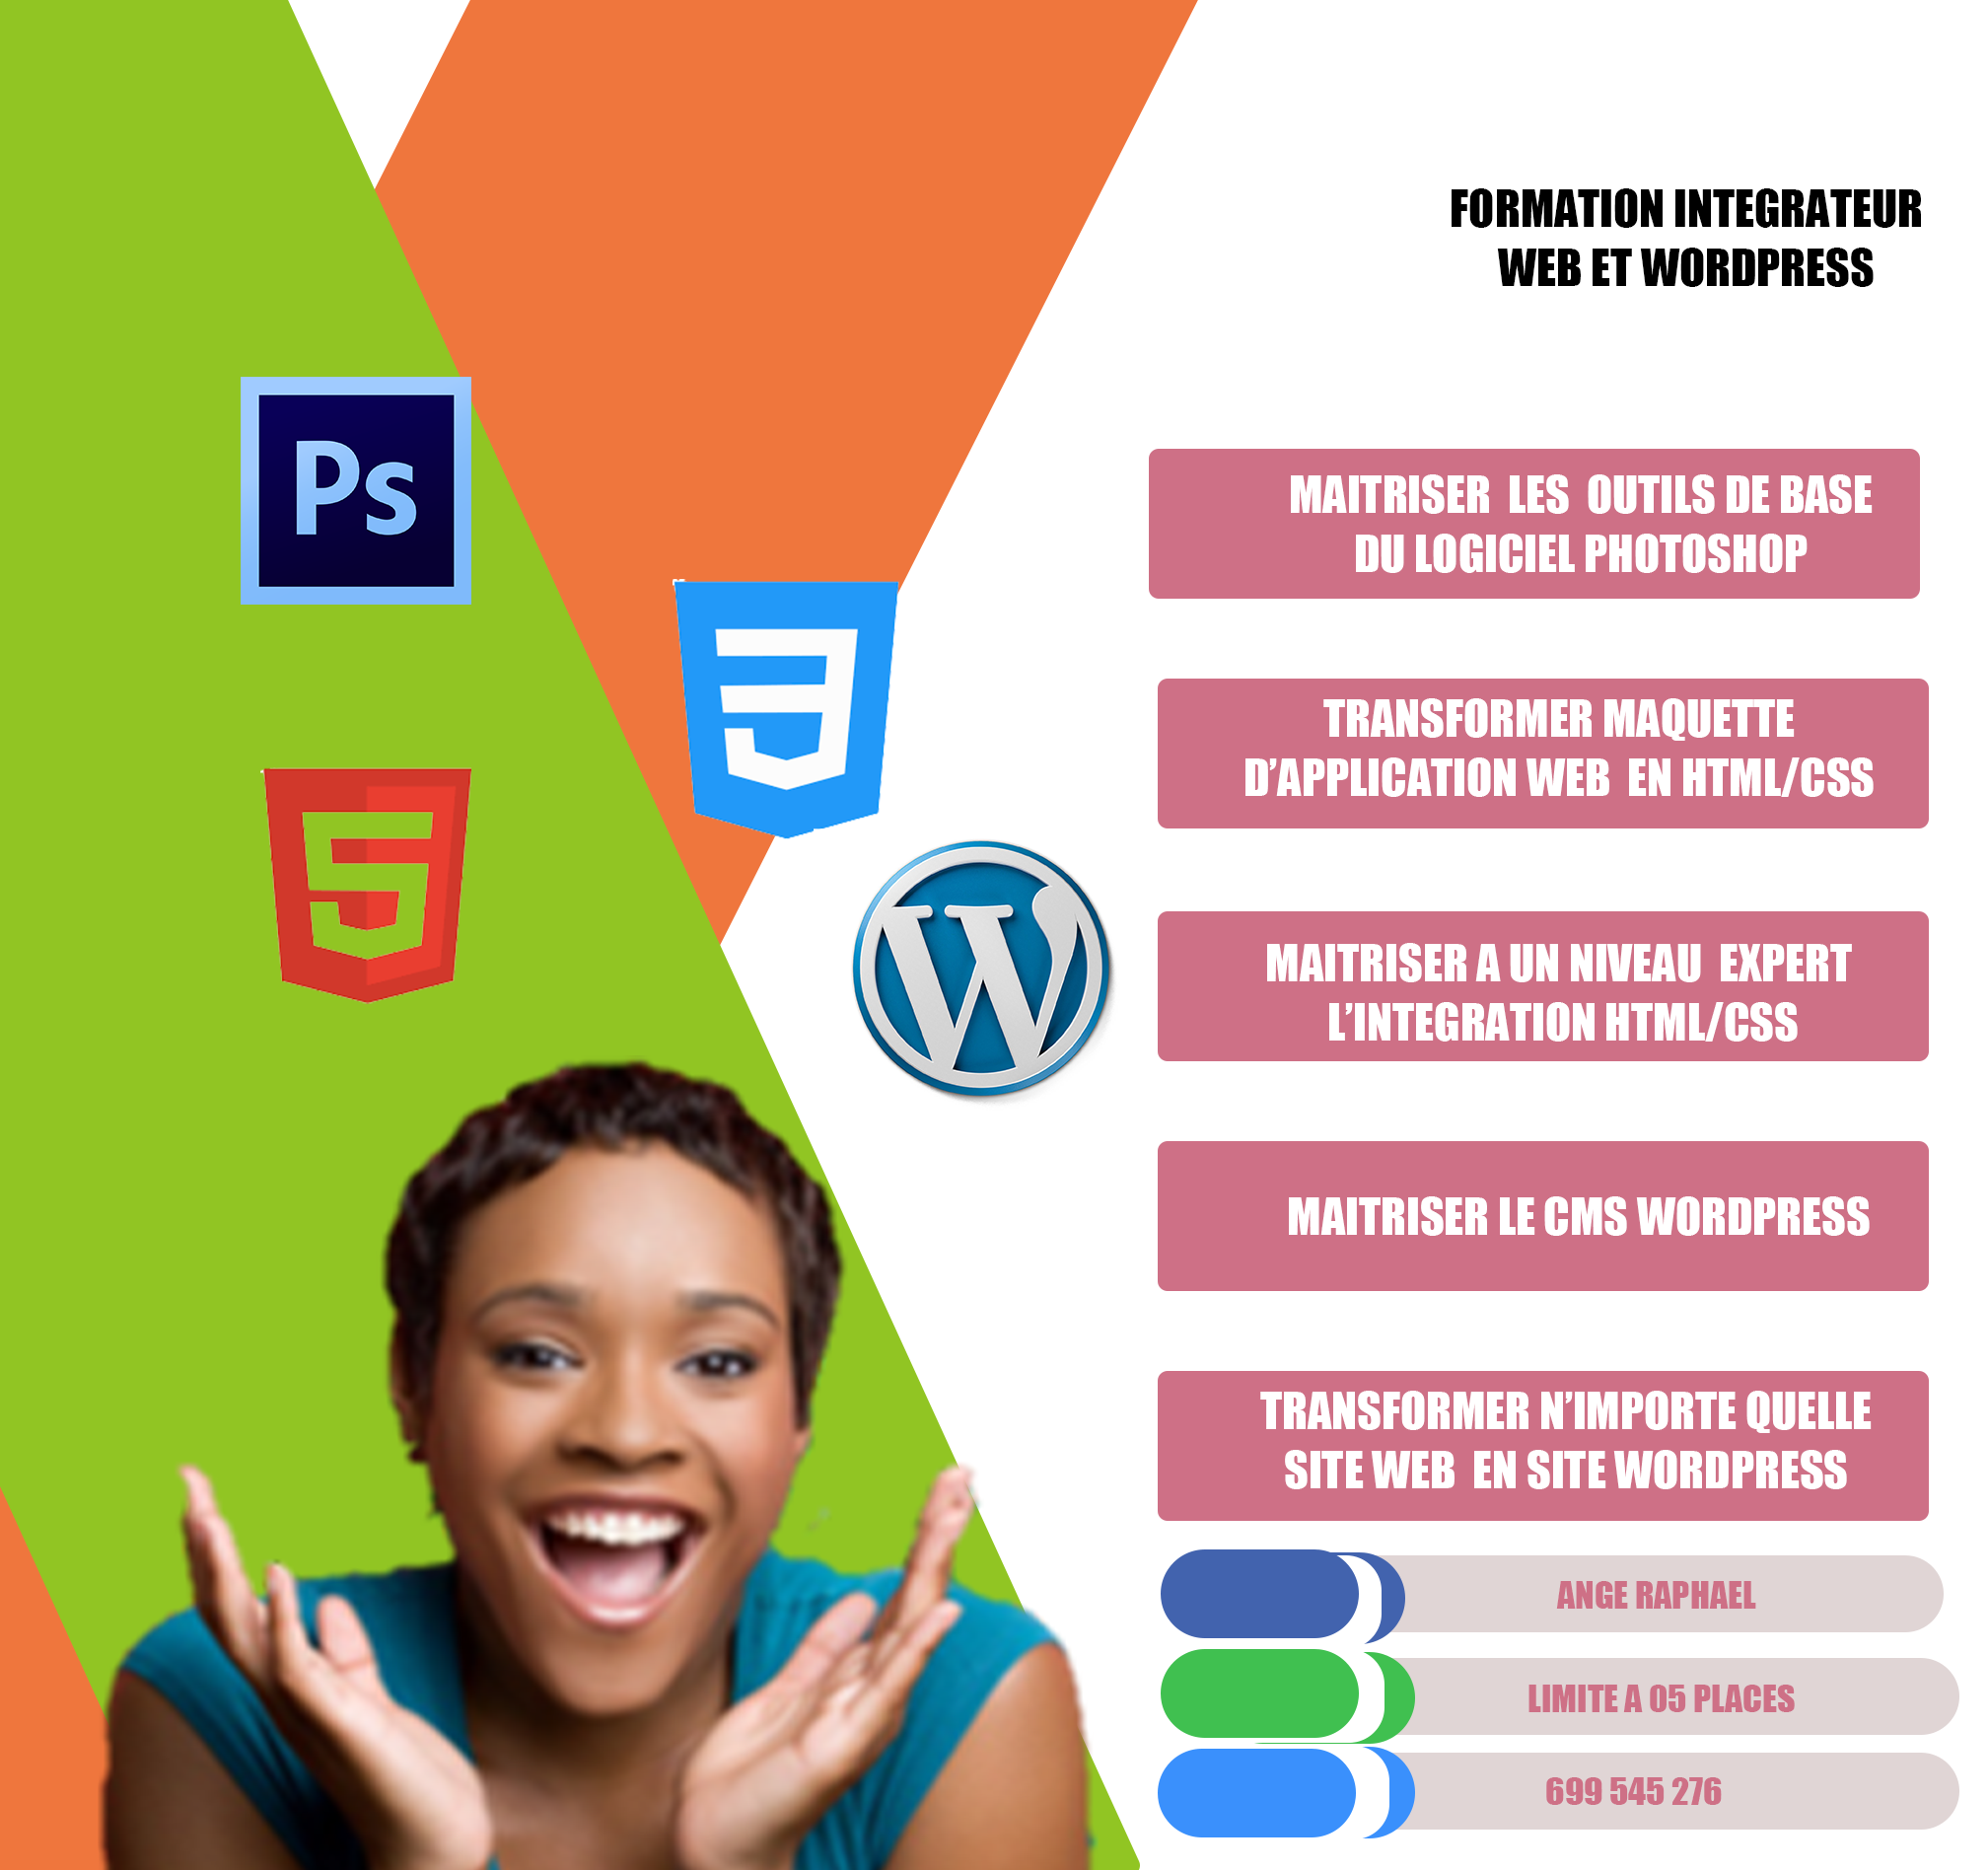 FORMATION INTEGRATEUR
WEB ET WORDPRESS
Ps
MAITRISER LES OUTILS DE BASE
DU LOGICIEL PHOTOSHOP
TRANSFORMER MAQUETTE
D'APPLICATION WEB EN HTML/CSS
MAITRISER A UN NIVEAU EXPERT
L'INTEGRATION HTML/CSS
MAITRISER LE CMS WORDPRESS
TRANSFORMER N'IMPORTE QUELLE
SITE WEB EN SITE WORDPRESS
ANGE RAPHAEL
LIMITE A 05 PLACES
699 545 276